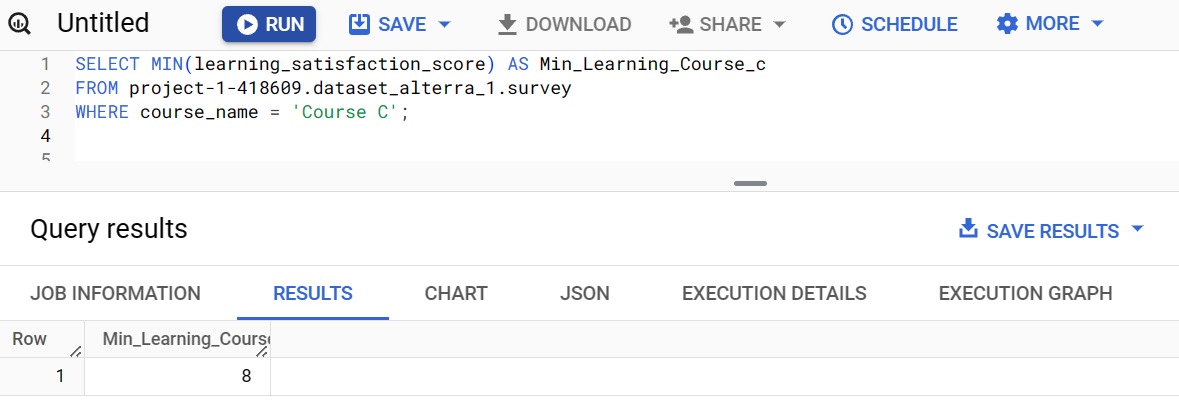 Untitled RUN SAVE DOWNLOAD SHARE SCHEDULE MORE
1 SELECT MIN(learning_satisfaction_score) AS Min_Learning_Course_c
2 FROM project-1-418609.dataset_alterra_1.survey
3 WHERE course_name = 'Course C';
4
5
Query results SAVE RESULTS
JOB INFORMATION RESULTS CHART JSON EXECUTION DETAILS EXECUTION GRAPH
Row Min_Learning_Course
1 8